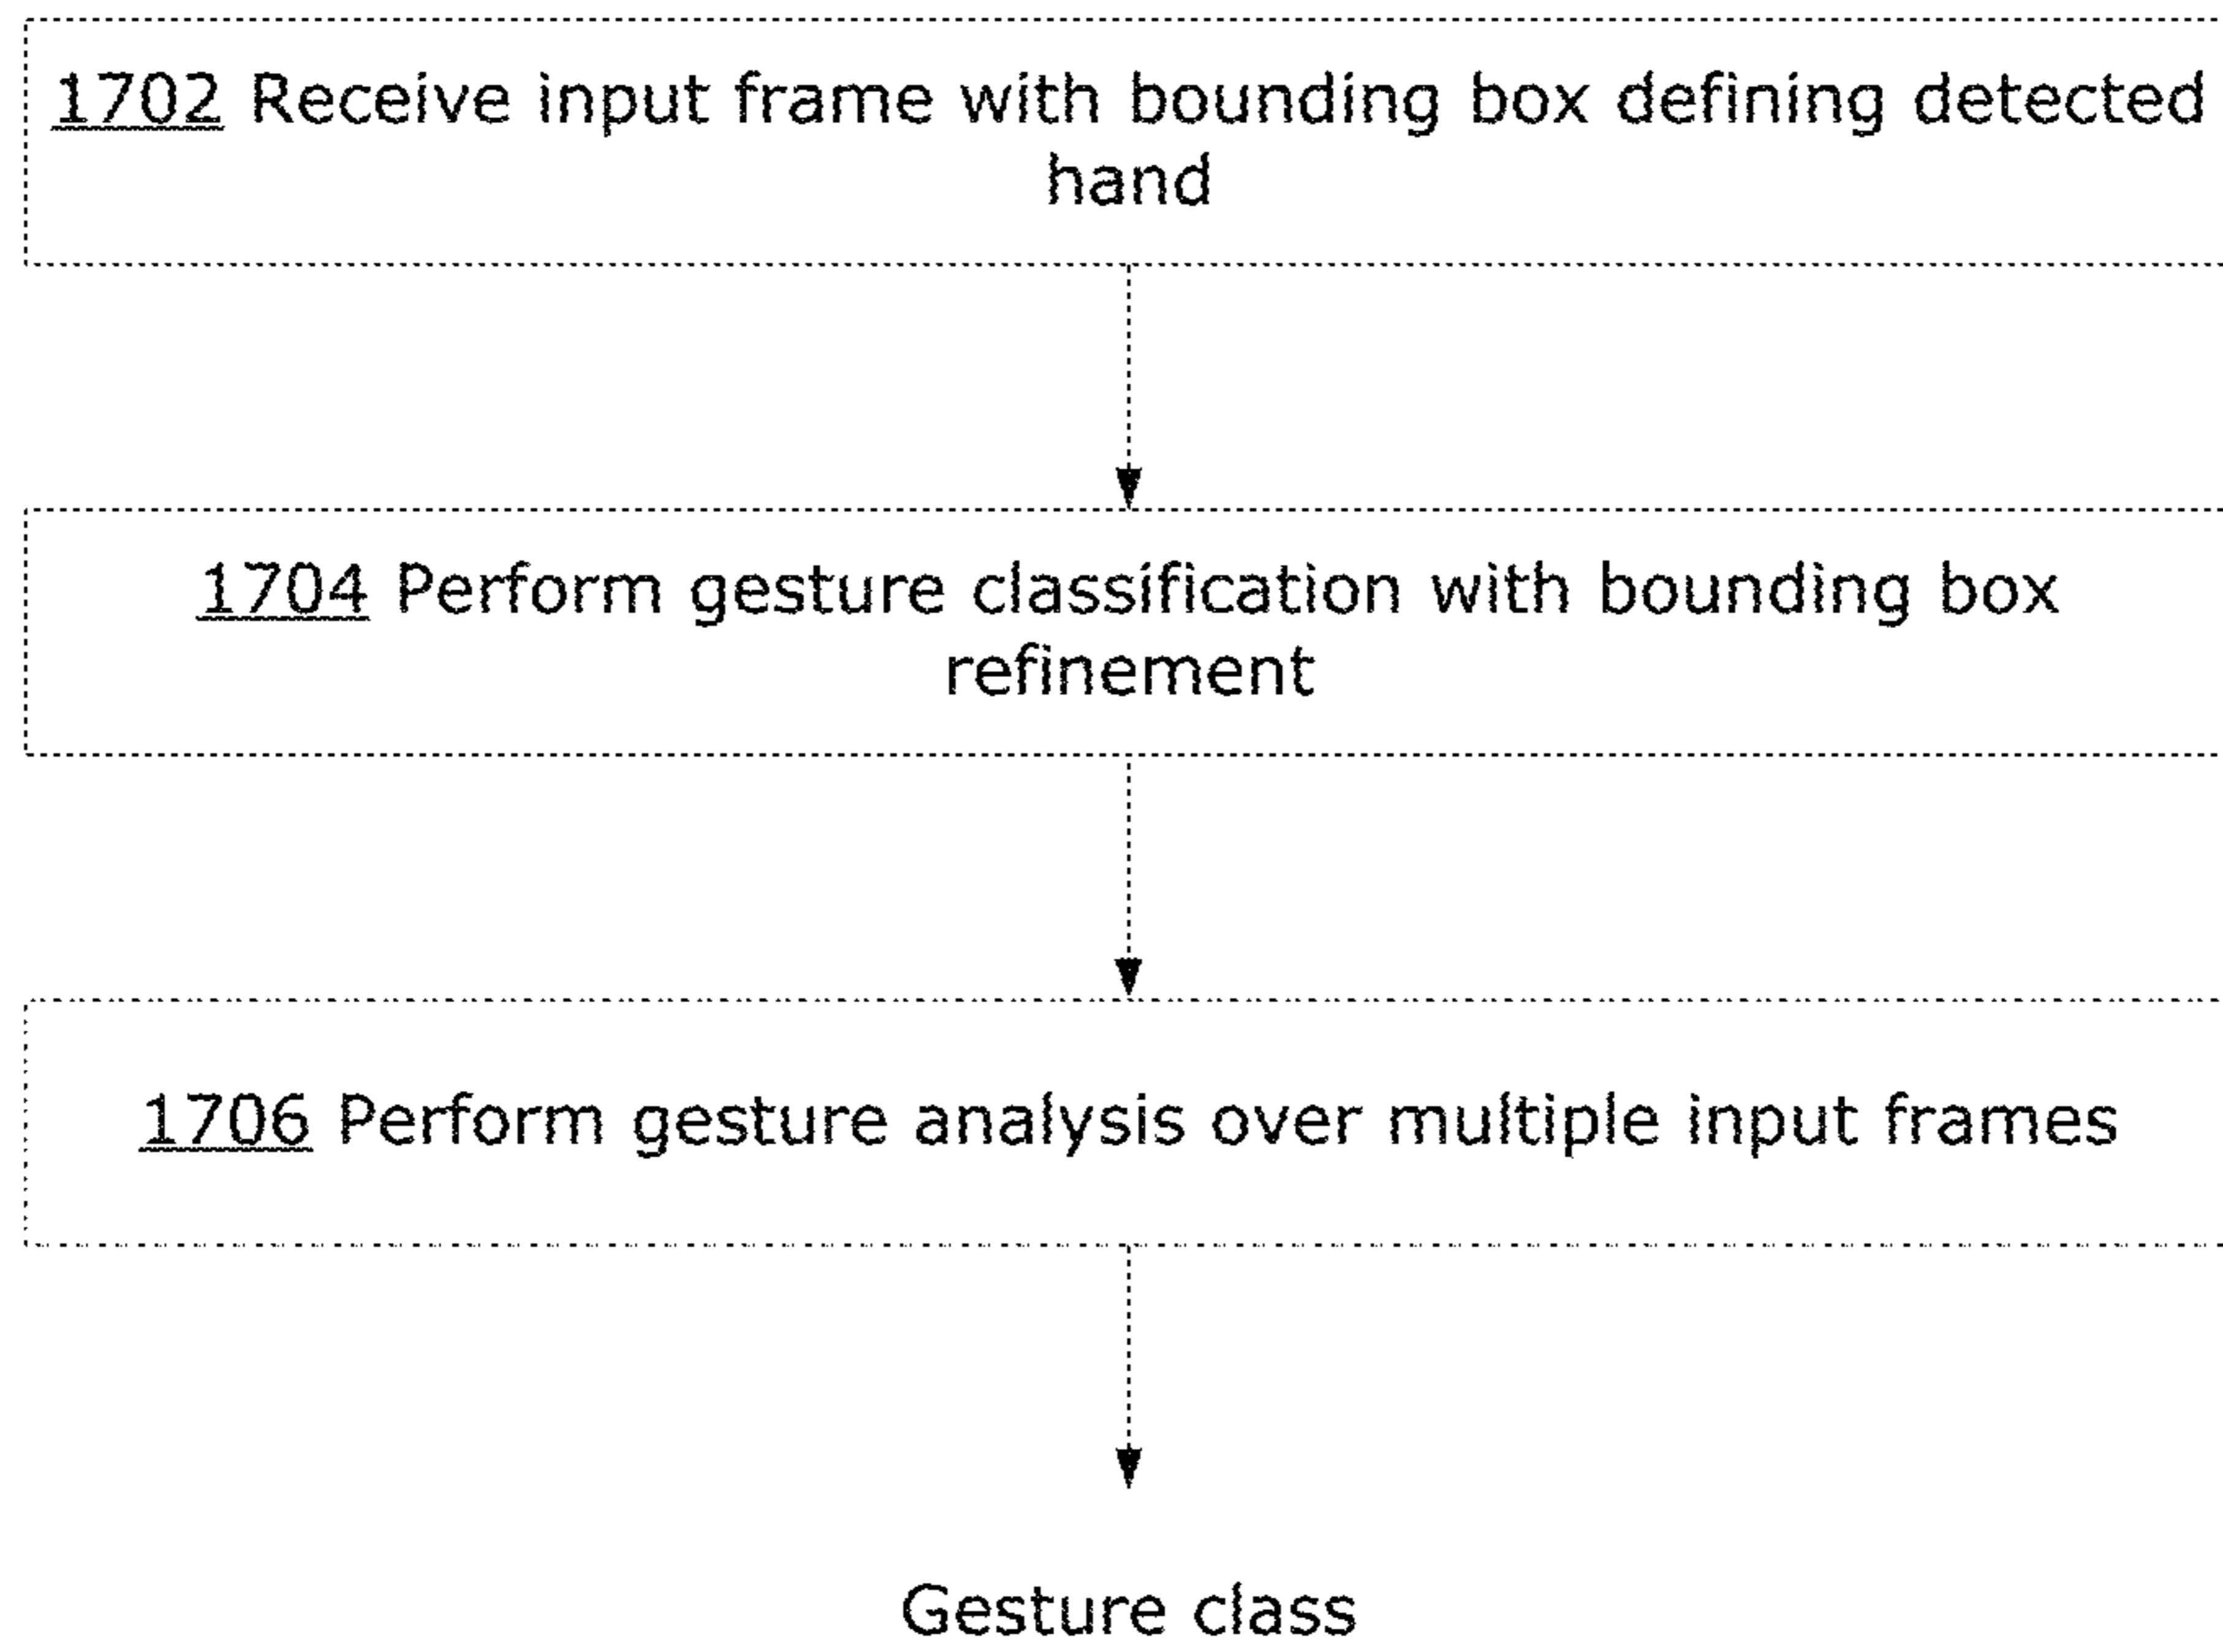 1702 Receive input frame with bounding box defining detected
hand
1704 Perform gesture classification with bounding box
refinement
1706 Perform gesture analysis over multiple input frames
Gesture class